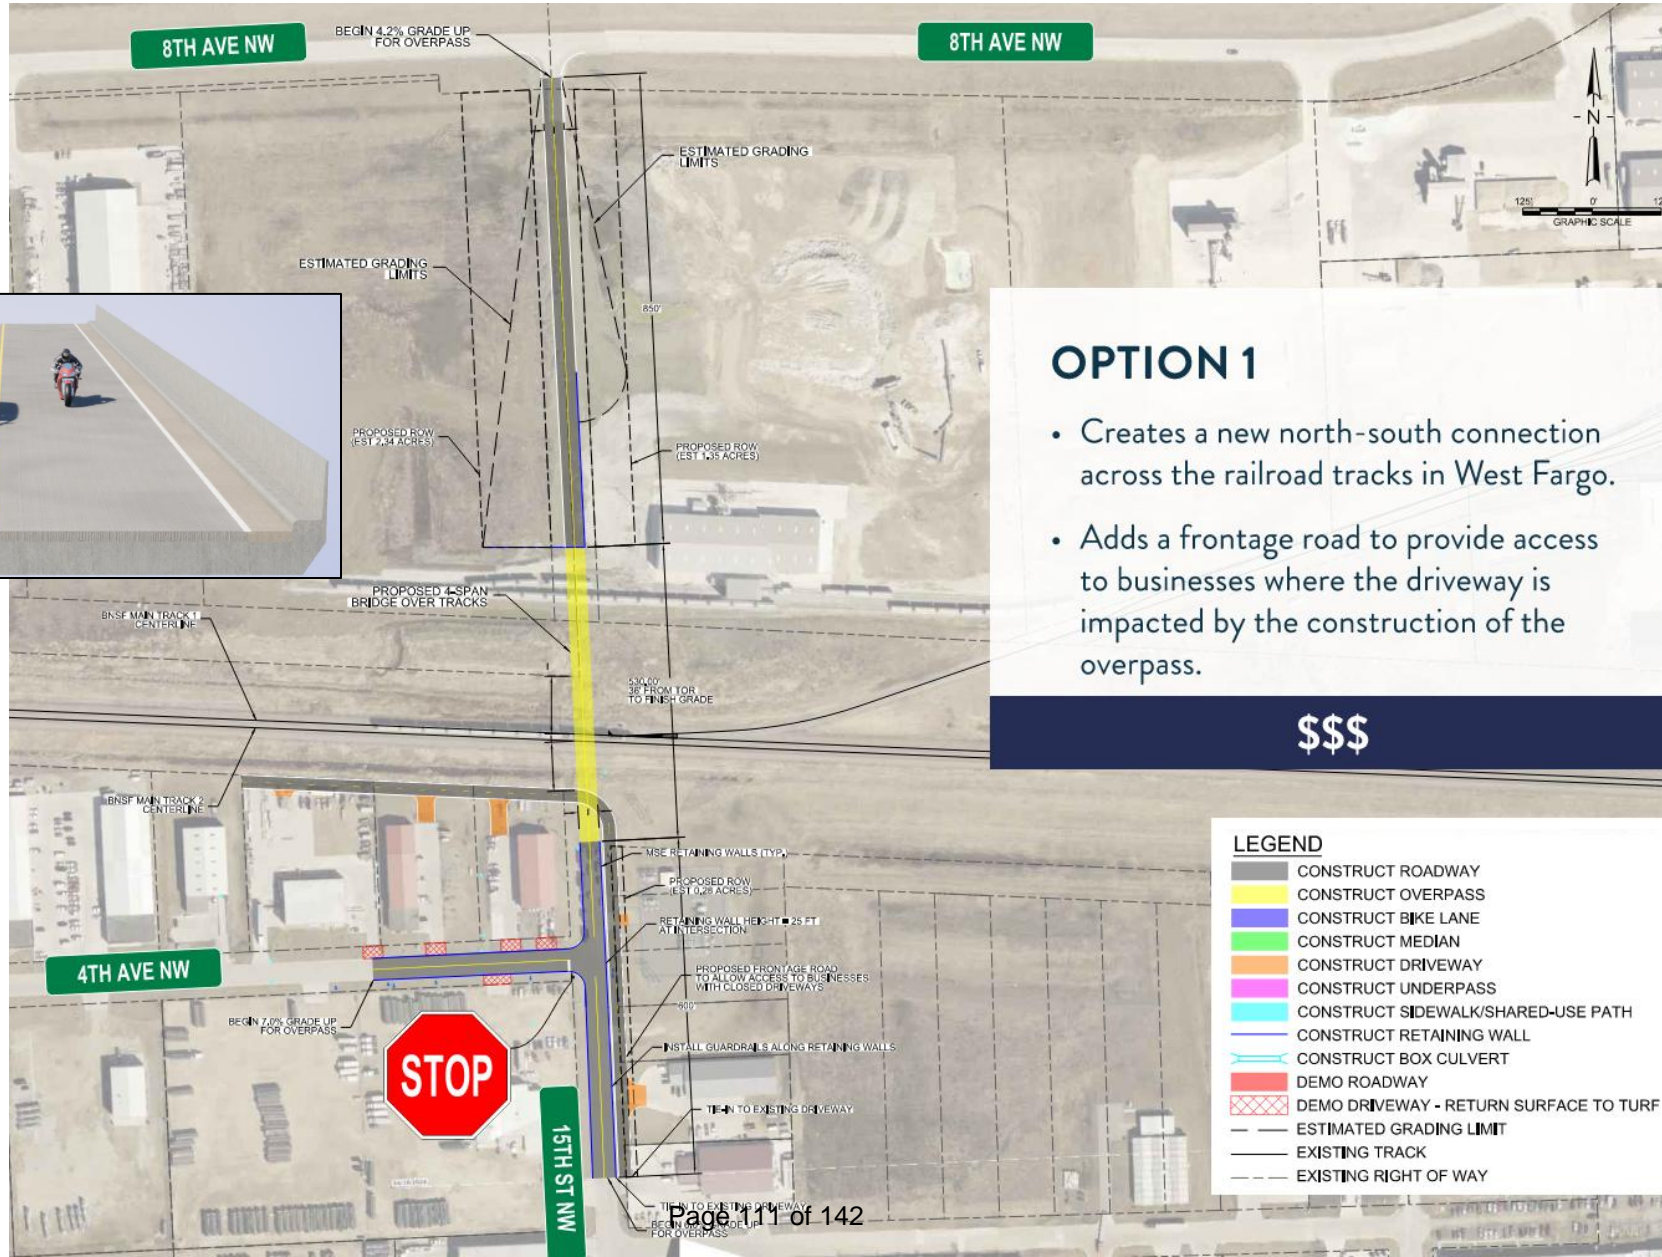 8TH AVE NW
BEGIN 4.2% GRADE UP
FOR OVERPASS
8TH AVE NW
- N -
125'
0'
12
GRAPHIC SCALE
ESTIMATED GRADING
LIMITS
ESTIMATED GRADING
LIMITS
850'
PROPOSED ROW
(EST 2.34 ACRES)
PROPOSED ROW
(EST 1.35 ACRES)
OPTION 1
• Creates a new north-south connection
across the railroad tracks in West Fargo.
• Adds a frontage road to provide access
to businesses where the driveway is
impacted by the construction of the
overpass.
$$$
PROPOSED 4-SPAN
BRIDGE OVER TRACKS
BNSF MAIN TRACK 1
CENTERLINE
530.00'
36' FROM TOR
TO FINISH GRADE
BNSF MAIN TRACK 2
CENTERLINE
MSE RETAINING WALLS (TYP.)
PROPOSED ROW
(EST 0.28 ACRES)
RETAINING WALL HEIGHT = 25 FT
AT INTERSECTION
4TH AVE NW
PROPOSED FRONTAGE ROAD
TO ALLOW ACCESS TO BUSINESSES
WITH CLOSED DRIVEWAYS
600'
BEGIN 7.0% GRADE UP
FOR OVERPASS
STOP
INSTALL GUARDRAILS ALONG RETAINING WALLS
TIE-IN TO EXISTING DRIVEWAY
15TH ST NW
TIE-IN TO EXISTING DRIVEWAY
BEGIN GRADE UP
FOR OVERPASS
Page 111 of 142
LEGEND
CONSTRUCT ROADWAY
CONSTRUCT OVERPASS
CONSTRUCT BIKE LANE
CONSTRUCT MEDIAN
CONSTRUCT DRIVEWAY
CONSTRUCT UNDERPASS
CONSTRUCT SIDEWALK/SHARED-USE PATH
CONSTRUCT RETAINING WALL
CONSTRUCT BOX CULVERT
DEMO ROADWAY
DEMO DRIVEWAY - RETURN SURFACE TO TURF
ESTIMATED GRADING LIMIT
EXISTING TRACK
EXISTING RIGHT OF WAY